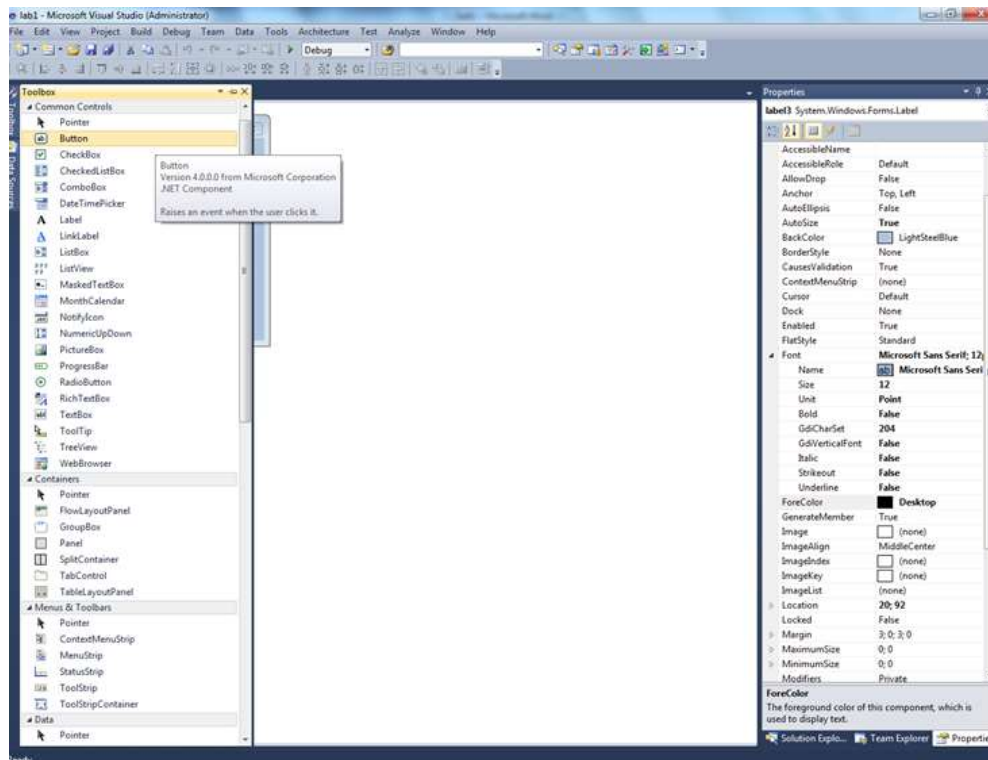 lab1 - Microsoft Visual Studio (Administrator)
File Edit View Project Build Debug Team Data Tools Architecture Test Analyze Window Help
Debug
Toolbox
Common Controls
Pointer
Button
CheckBox
CheckedListBox
ComboBox
DateTimePicker
Label
LinkLabel
ListBox
ListView
MaskedTextBox
MonthCalendar
NotifyIcon
NumericUpDown
PictureBox
ProgressBar
RadioButton
RichTextBox
TextBox
ToolTip
TreeView
WebBrowser
Containers
Pointer
FlowLayoutPanel
GroupBox
Panel
SplitContainer
TabControl
TableLayoutPanel
Menus & Toolbars
Pointer
ContextMenuStrip
MenuStrip
StatusStrip
ToolStrip
ToolStripContainer
Data
Pointer
Toolbox
Data Sources
Button
Version 4.0.0.0 from Microsoft Corporation
.NET Component
Raises an event when the user clicks it.
Properties
label3 System.Windows.Forms.Label
AccessibleName
AccessibleRole Default
AllowDrop False
Anchor Top, Left
AutoEllipsis False
AutoSize True
BackColor LightSteelBlue
BorderStyle None
CausesValidation True
ContextMenuStrip (none)
Cursor Default
Dock None
Enabled True
FlatStyle Standard
Font Microsoft Sans Serif; 12p
Name ab Microsoft Sans Seri
Size 12
Unit Point
Bold False
GdiCharSet 204
GdiVerticalFont False
Italic False
Strikeout False
Underline False
ForeColor Desktop
GenerateMember True
Image (none)
ImageAlign MiddleCenter
ImageIndex (none)
ImageKey (none)
ImageList (none)
Location 20; 92
Locked False
Margin 3; 0; 3; 0
MaximumSize 0; 0
MinimumSize 0; 0
Modifiers Private
ForeColor
The foreground color of this component, which is
used to display text.
Solution Explo... Team Explorer Propertie